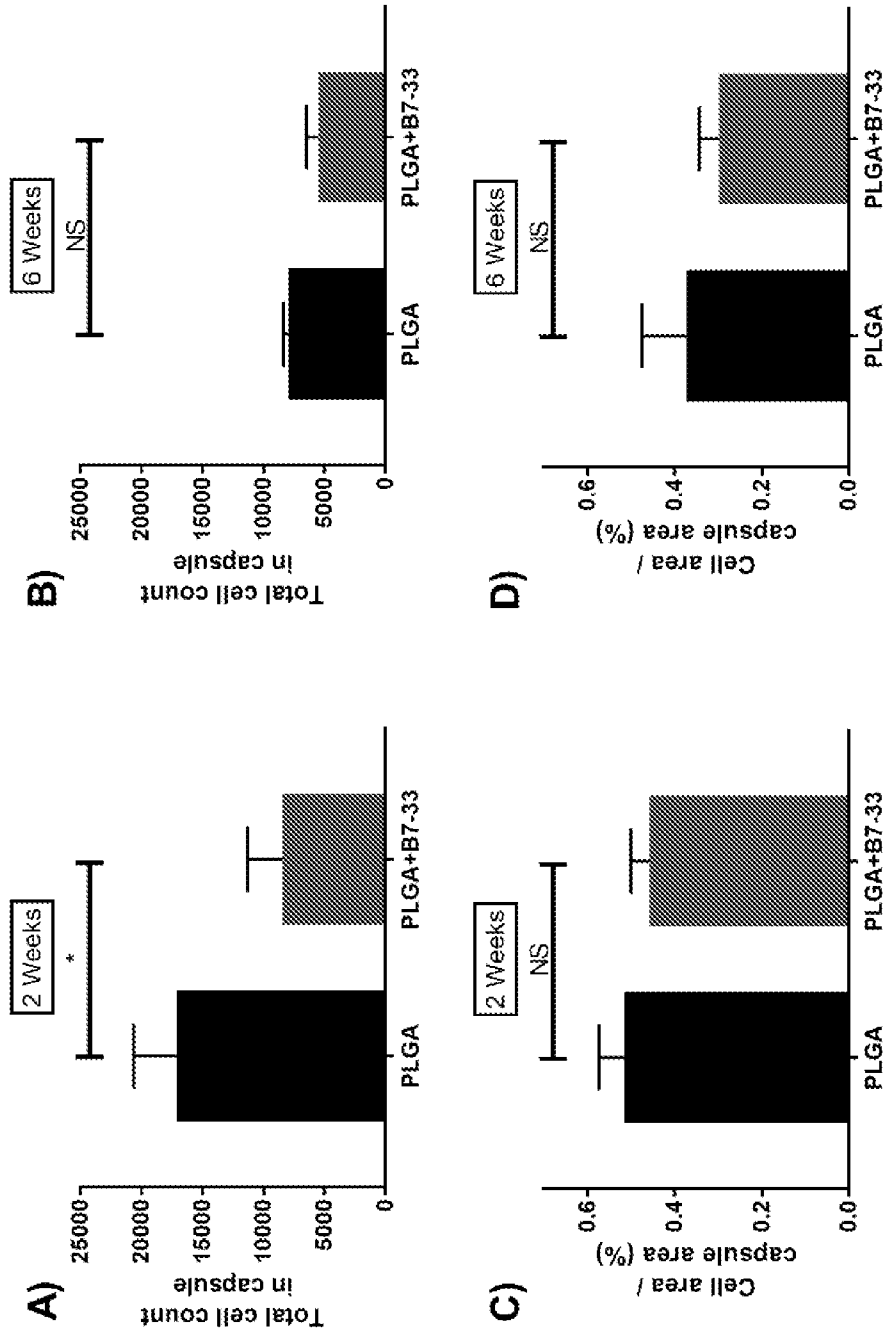 A)
2 Weeks
*
Total cell count
in capsule
25000
20000
15000
10000
5000
0
PLGA
PLGA+B7-33
B)
6 Weeks
NS
Total cell count
in capsule
25000
20000
15000
10000
5000
0
PLGA
PLGA+B7-33
C)
2 Weeks
NS
Cell area /
capsule area (%)
0.6
0.4
0.2
0.0
PLGA
PLGA+B7-33
D)
6 Weeks
NS
Cell area /
capsule area (%)
0.6
0.4
0.2
0.0
PLGA
PLGA+B7-33